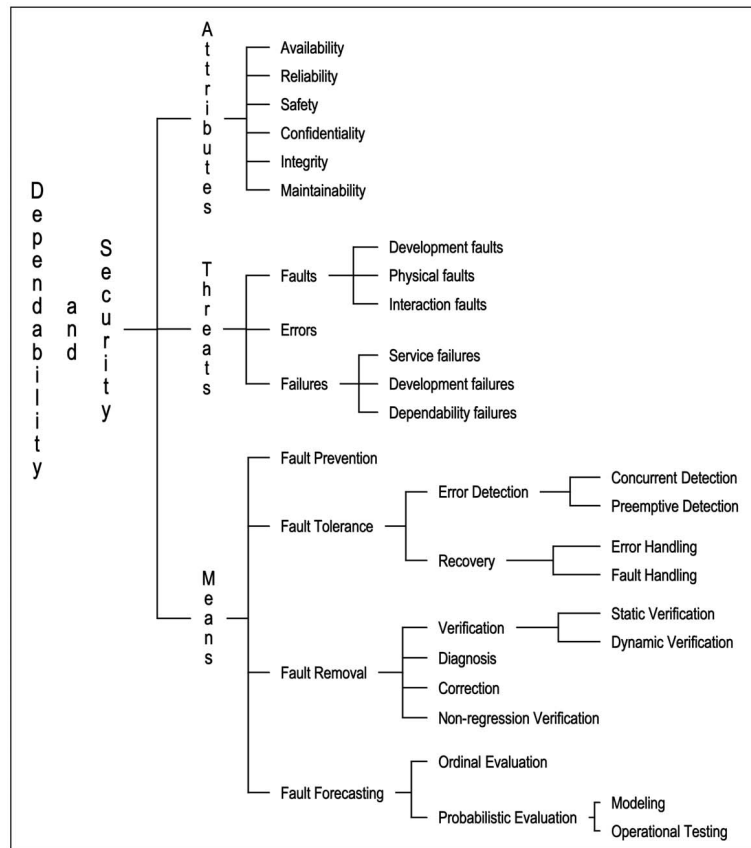 Dependability
and
Security
Attributes
Availability
Reliability
Safety
Confidentiality
Integrity
Maintainability
Threats
Faults
Development faults
Physical faults
Interaction faults
Errors
Failures
Service failures
Development failures
Dependability failures
Means
Fault Prevention
Fault Tolerance
Error Detection
Concurrent Detection
Preemptive Detection
Recovery
Error Handling
Fault Handling
Fault Removal
Verification
Static Verification
Dynamic Verification
Diagnosis
Correction
Non-regression Verification
Fault Forecasting
Ordinal Evaluation
Probabilistic Evaluation
Modeling
Operational Testing